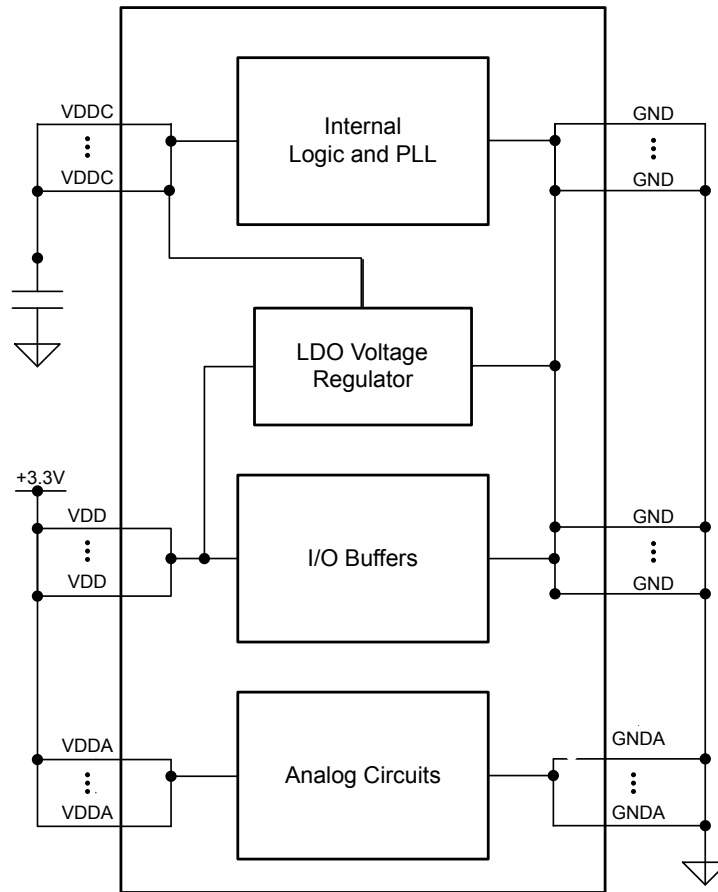 VDDC
VDDC
Internal
Logic and PLL
GND
GND
LDO Voltage
Regulator
+3.3V
VDD
VDD
I/O Buffers
GND
GND
VDDA
VDDA
Analog Circuits
GNDA
GNDA